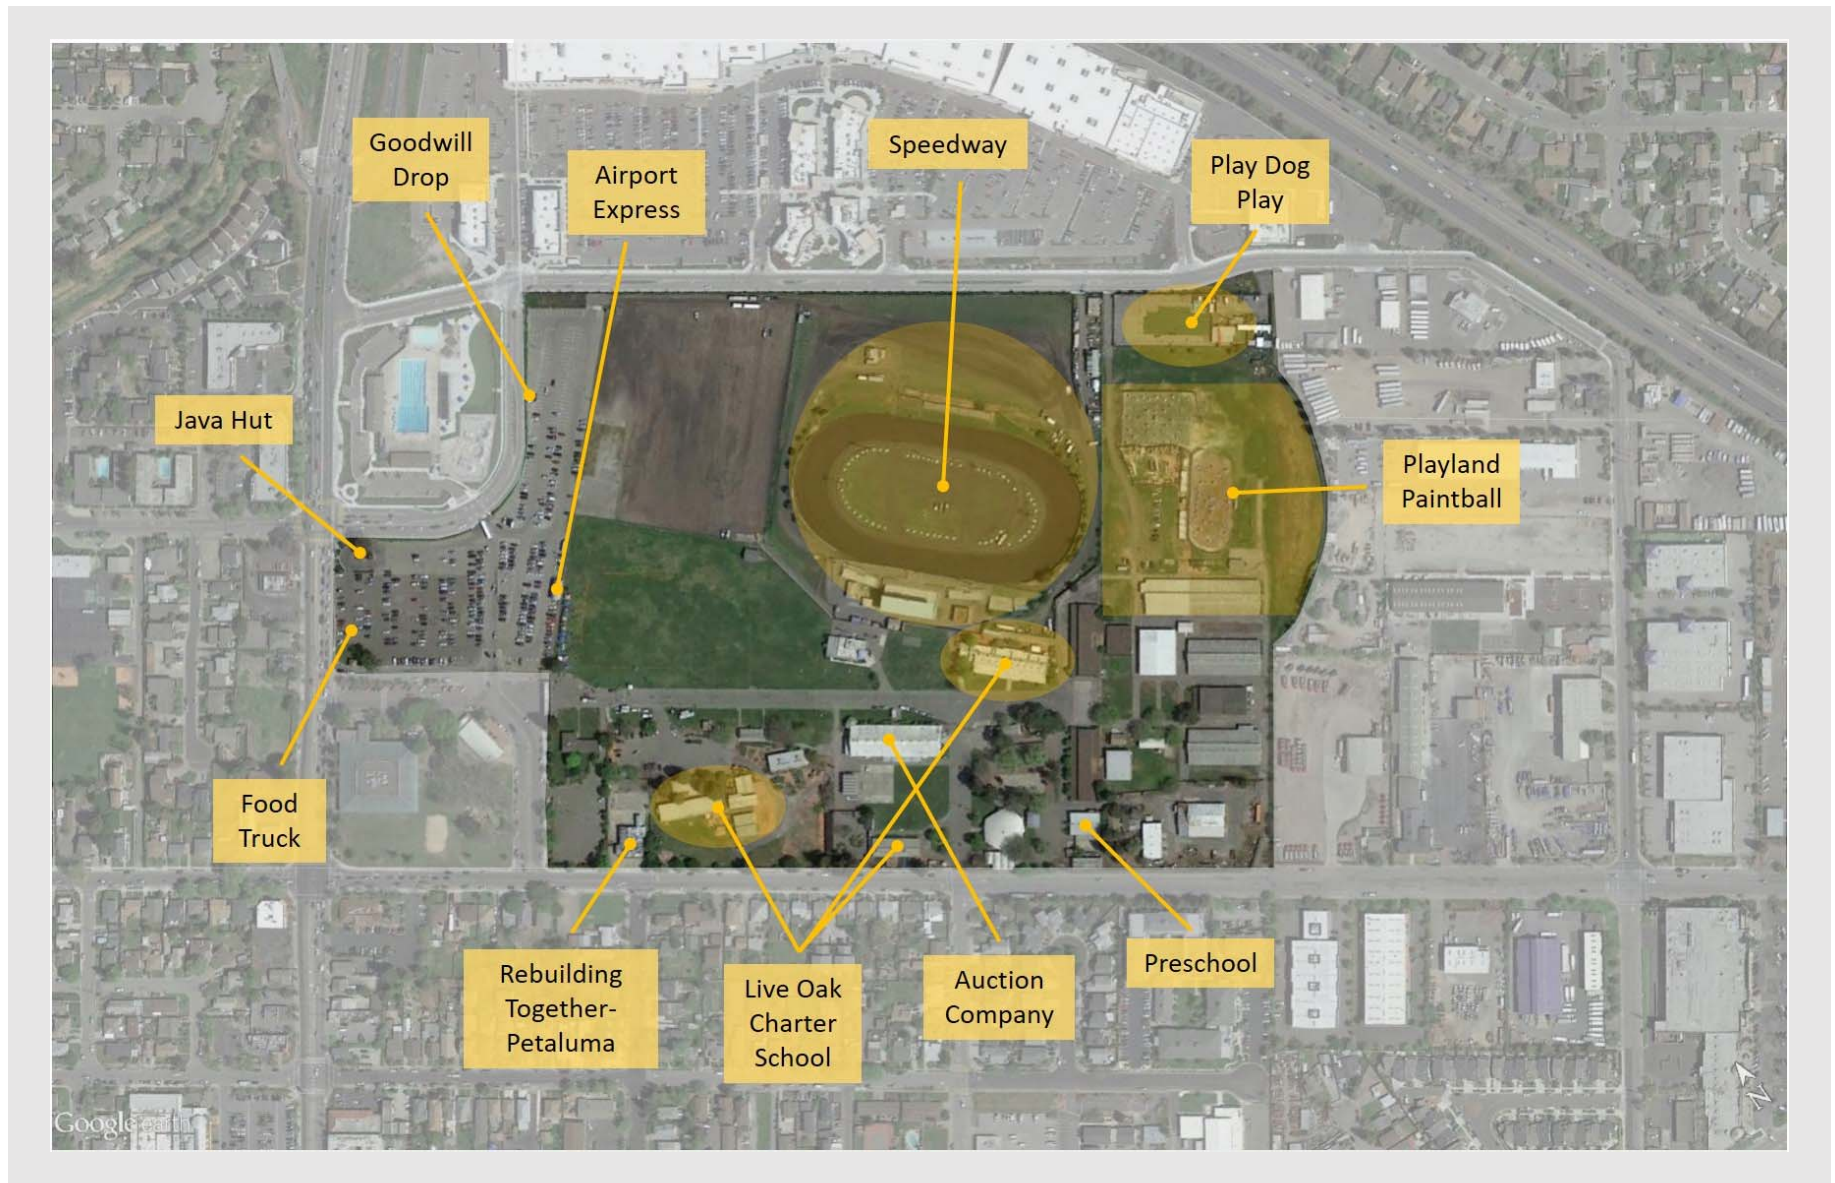 Goodwill
Drop
Airport
Express
Speedway
Play Dog
Play
Java Hut
Playland
Paintball
Food
Truck
Rebuilding
Together-
Petaluma
Live Oak
Charter
School
Auction
Company
Preschool
N
Google earth